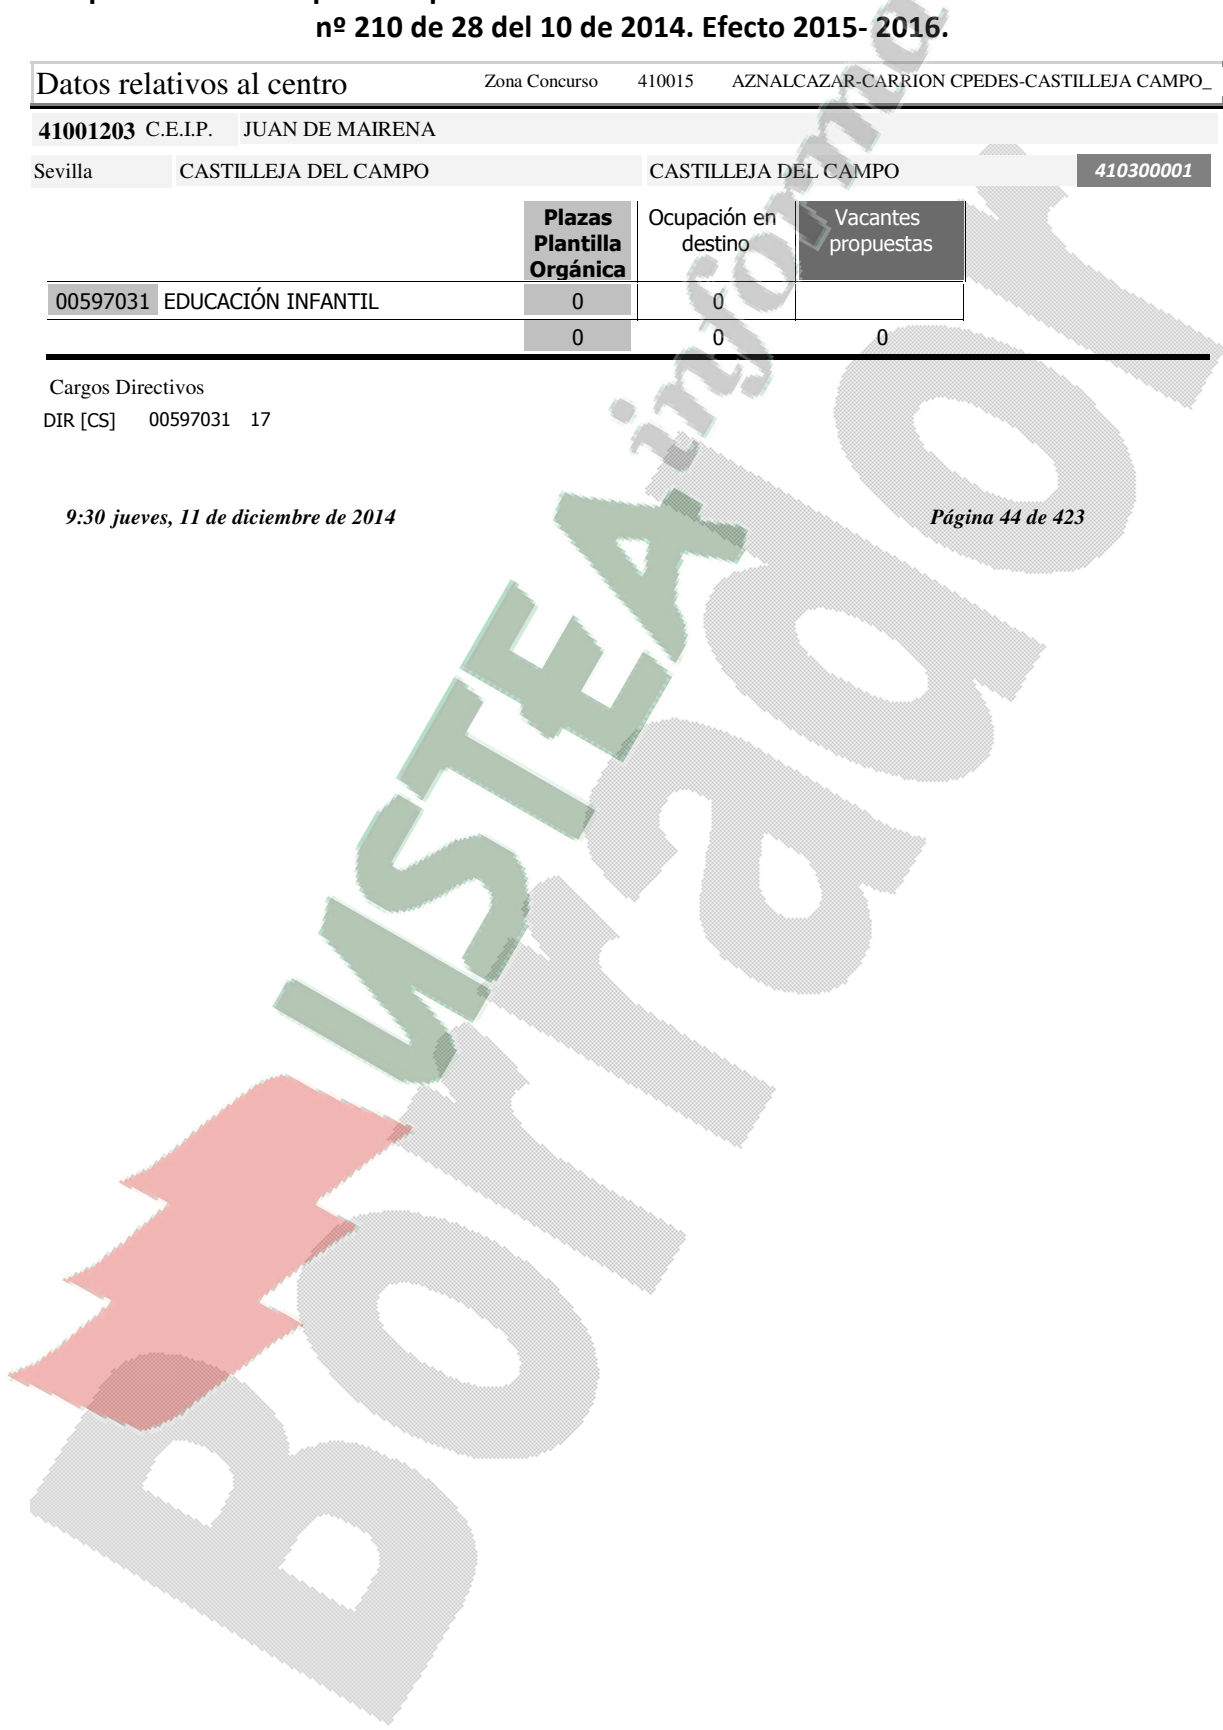 nº 210 de 28 del 10 de 2014. Efecto 2015- 2016.
Datos relativos al centro Zona Concurso 410015 AZNALCAZAR-CARRION CPEDES-CASTILLEJA CAMPO_
41001203 C.E.I.P. JUAN DE MAIRENA
Sevilla CASTILLEJA DEL CAMPO CASTILLEJA DEL CAMPO 410300001
Plazas Ocupación en Vacantes
Plantilla destino propuestas
Orgánica
00597031 EDUCACIÓN INFANTIL 0 0
0 0 0
Cargos Directivos
DIR [CS] 00597031 17
9:30 jueves, 11 de diciembre de 2014 Página 44 de 423
USTEA informa
Borrador